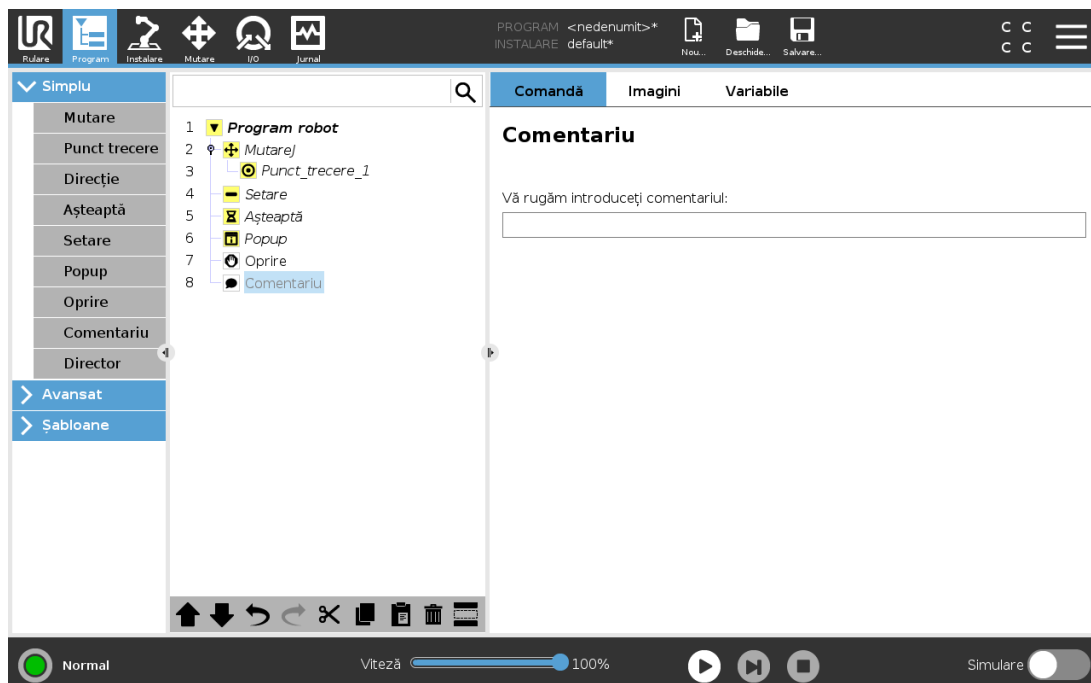 PROGRAM <nedenumit>*
INSTALARE default*
Rulare Program Instalare Mutare I/O Jurnal Nou... Deschide... Salvare...
C C
C C
Simplu
Mutare
Punct trecere
Direcție
Așteaptă
Setare
Popup
Oprire
Comentariu
Director
Avansat
Șabloane
1 Program robot
2 MutareJ
3 Punct_trecere_1
4 Setare
5 Așteaptă
6 Popup
7 Oprire
8 Comentariu
Comandă Imagini Variabile
Comentariu
Vă rugăm introduceți comentariul:
Normal Viteză 100% Simulare